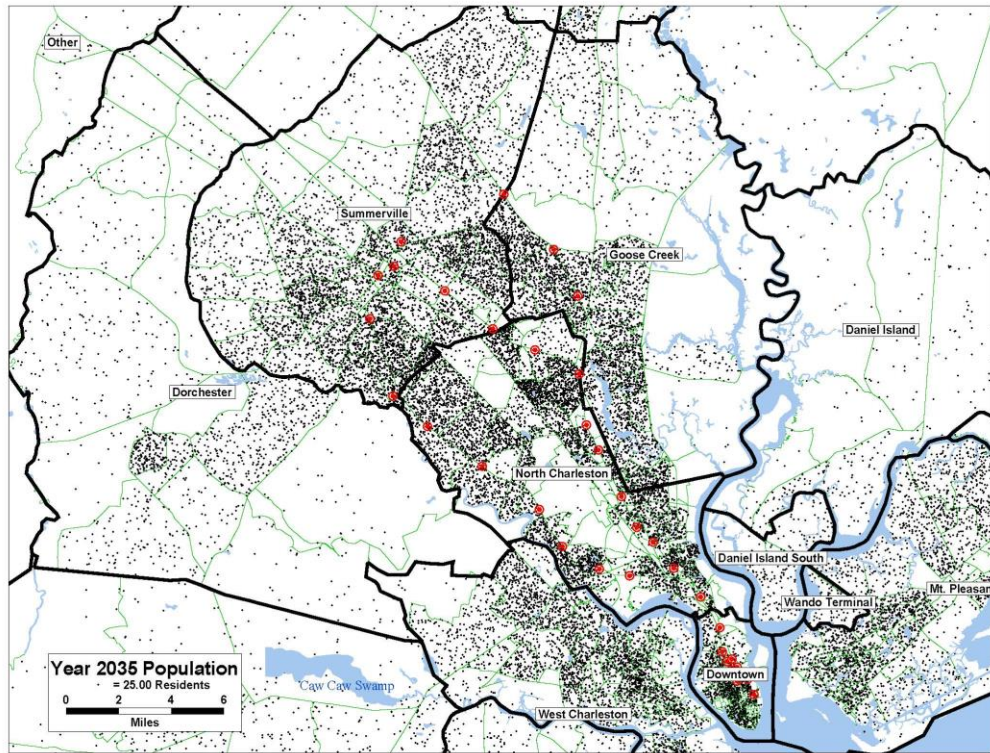 Other
Summerville
Goose Creek
Daniel Island
Dorchester
North Charleston
Daniel Island South
Wando Terminal
Mt. Pleasan
Downtown
West Charleston
Caw Caw Swamp
Year 2035 Population
= 25.00 Residents
0 2 4 6
Miles